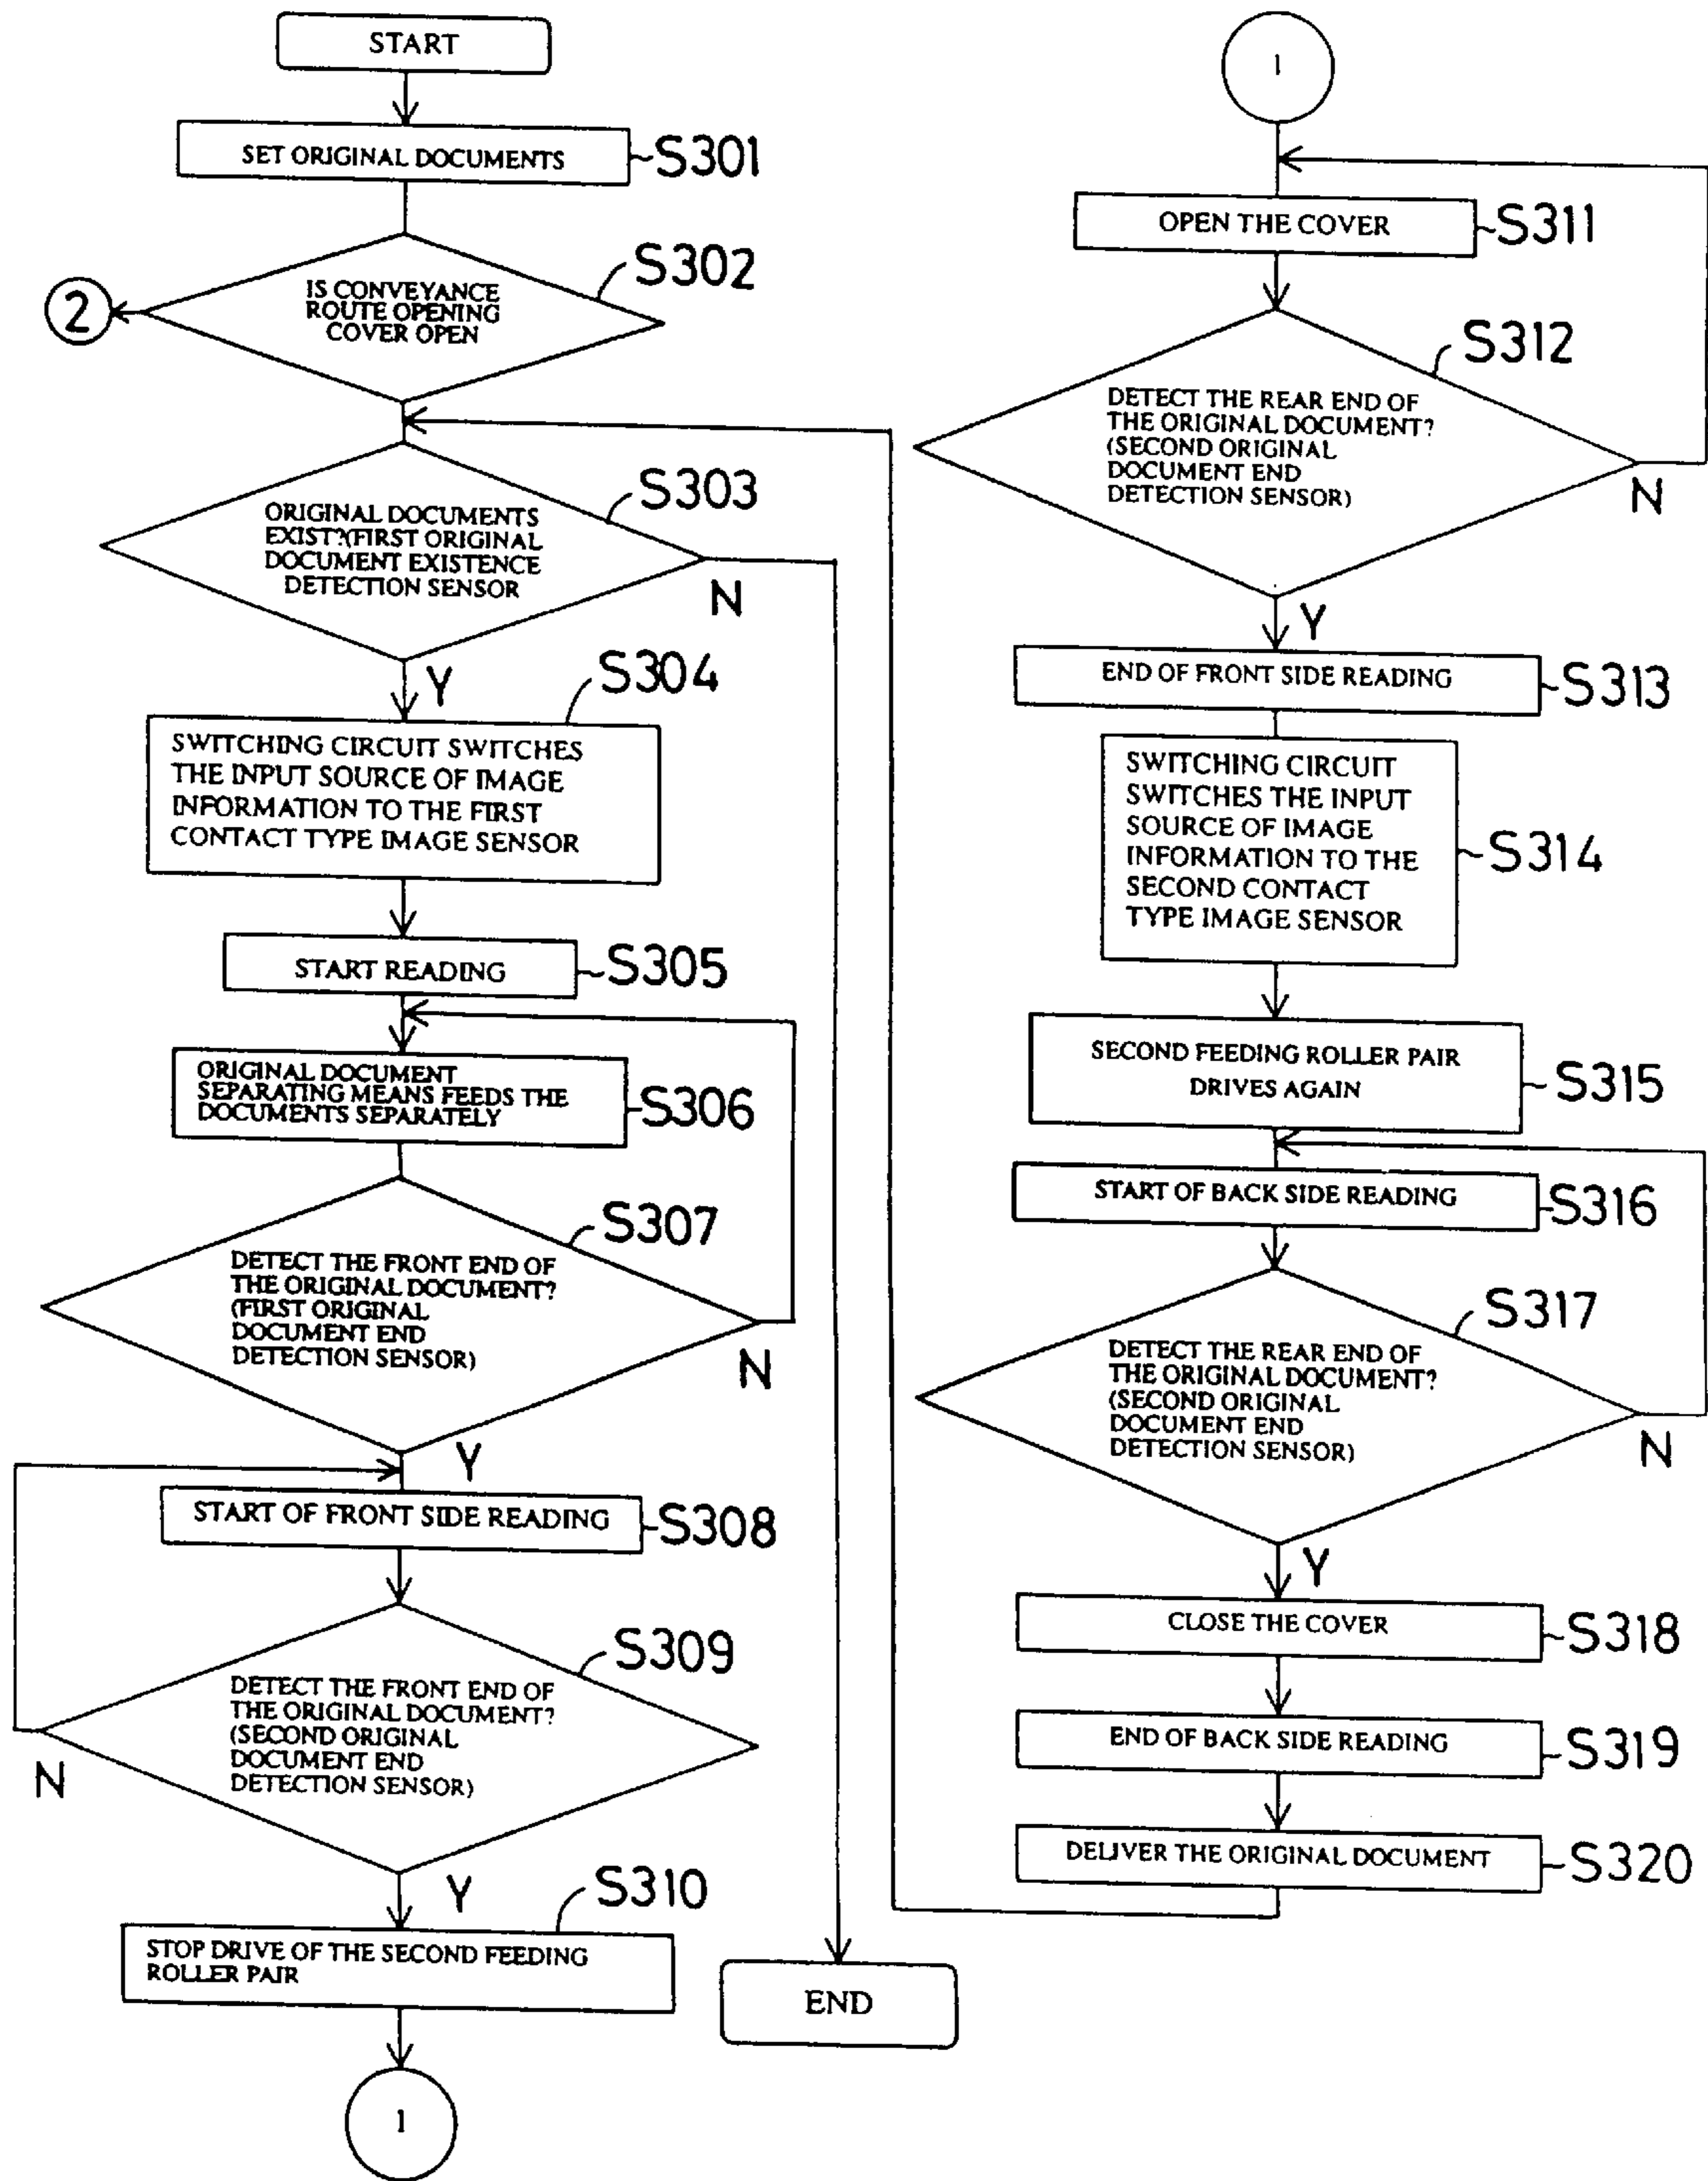 START
SET ORIGINAL DOCUMENTS
S301
IS CONVEYANCE
ROUTE OPENING
COVER OPEN
S302
2
ORIGINAL DOCUMENTS
EXIST?(FIRST ORIGINAL
DOCUMENT EXISTENCE
DETECTION SENSOR
S303
N
Y
S304
SWITCHING CIRCUIT SWITCHES
THE INPUT SOURCE OF IMAGE
INFORMATION TO THE FIRST
CONTACT TYPE IMAGE SENSOR
START READING
S305
ORIGINAL DOCUMENT
SEPARATING MEANS FEEDS THE
DOCUMENTS SEPARATELY
S306
S307
DETECT THE FRONT END OF
THE ORIGINAL DOCUMENT?
(FIRST ORIGINAL
DOCUMENT END
DETECTION SENSOR)
N
Y
START OF FRONT SIDE READING
S308
S309
DETECT THE FRONT END OF
THE ORIGINAL DOCUMENT?
(SECOND ORIGINAL
DOCUMENT END
DETECTION SENSOR)
N
Y
S310
STOP DRIVE OF THE SECOND FEEDING
ROLLER PAIR
1
END
1
OPEN THE COVER
S311
S312
DETECT THE REAR END OF
THE ORIGINAL DOCUMENT?
(SECOND ORIGINAL
DOCUMENT END
DETECTION SENSOR)
N
Y
END OF FRONT SIDE READING
S313
SWITCHING CIRCUIT
SWITCHES THE INPUT
SOURCE OF IMAGE
INFORMATION TO THE
SECOND CONTACT
TYPE IMAGE SENSOR
S314
SECOND FEEDING ROLLER PAIR
DRIVES AGAIN
S315
START OF BACK SIDE READING
S316
S317
DETECT THE REAR END OF
THE ORIGINAL DOCUMENT?
(SECOND ORIGINAL
DOCUMENT END
DETECTION SENSOR)
N
Y
CLOSE THE COVER
S318
END OF BACK SIDE READING
S319
DELIVER THE ORIGINAL DOCUMENT
S320